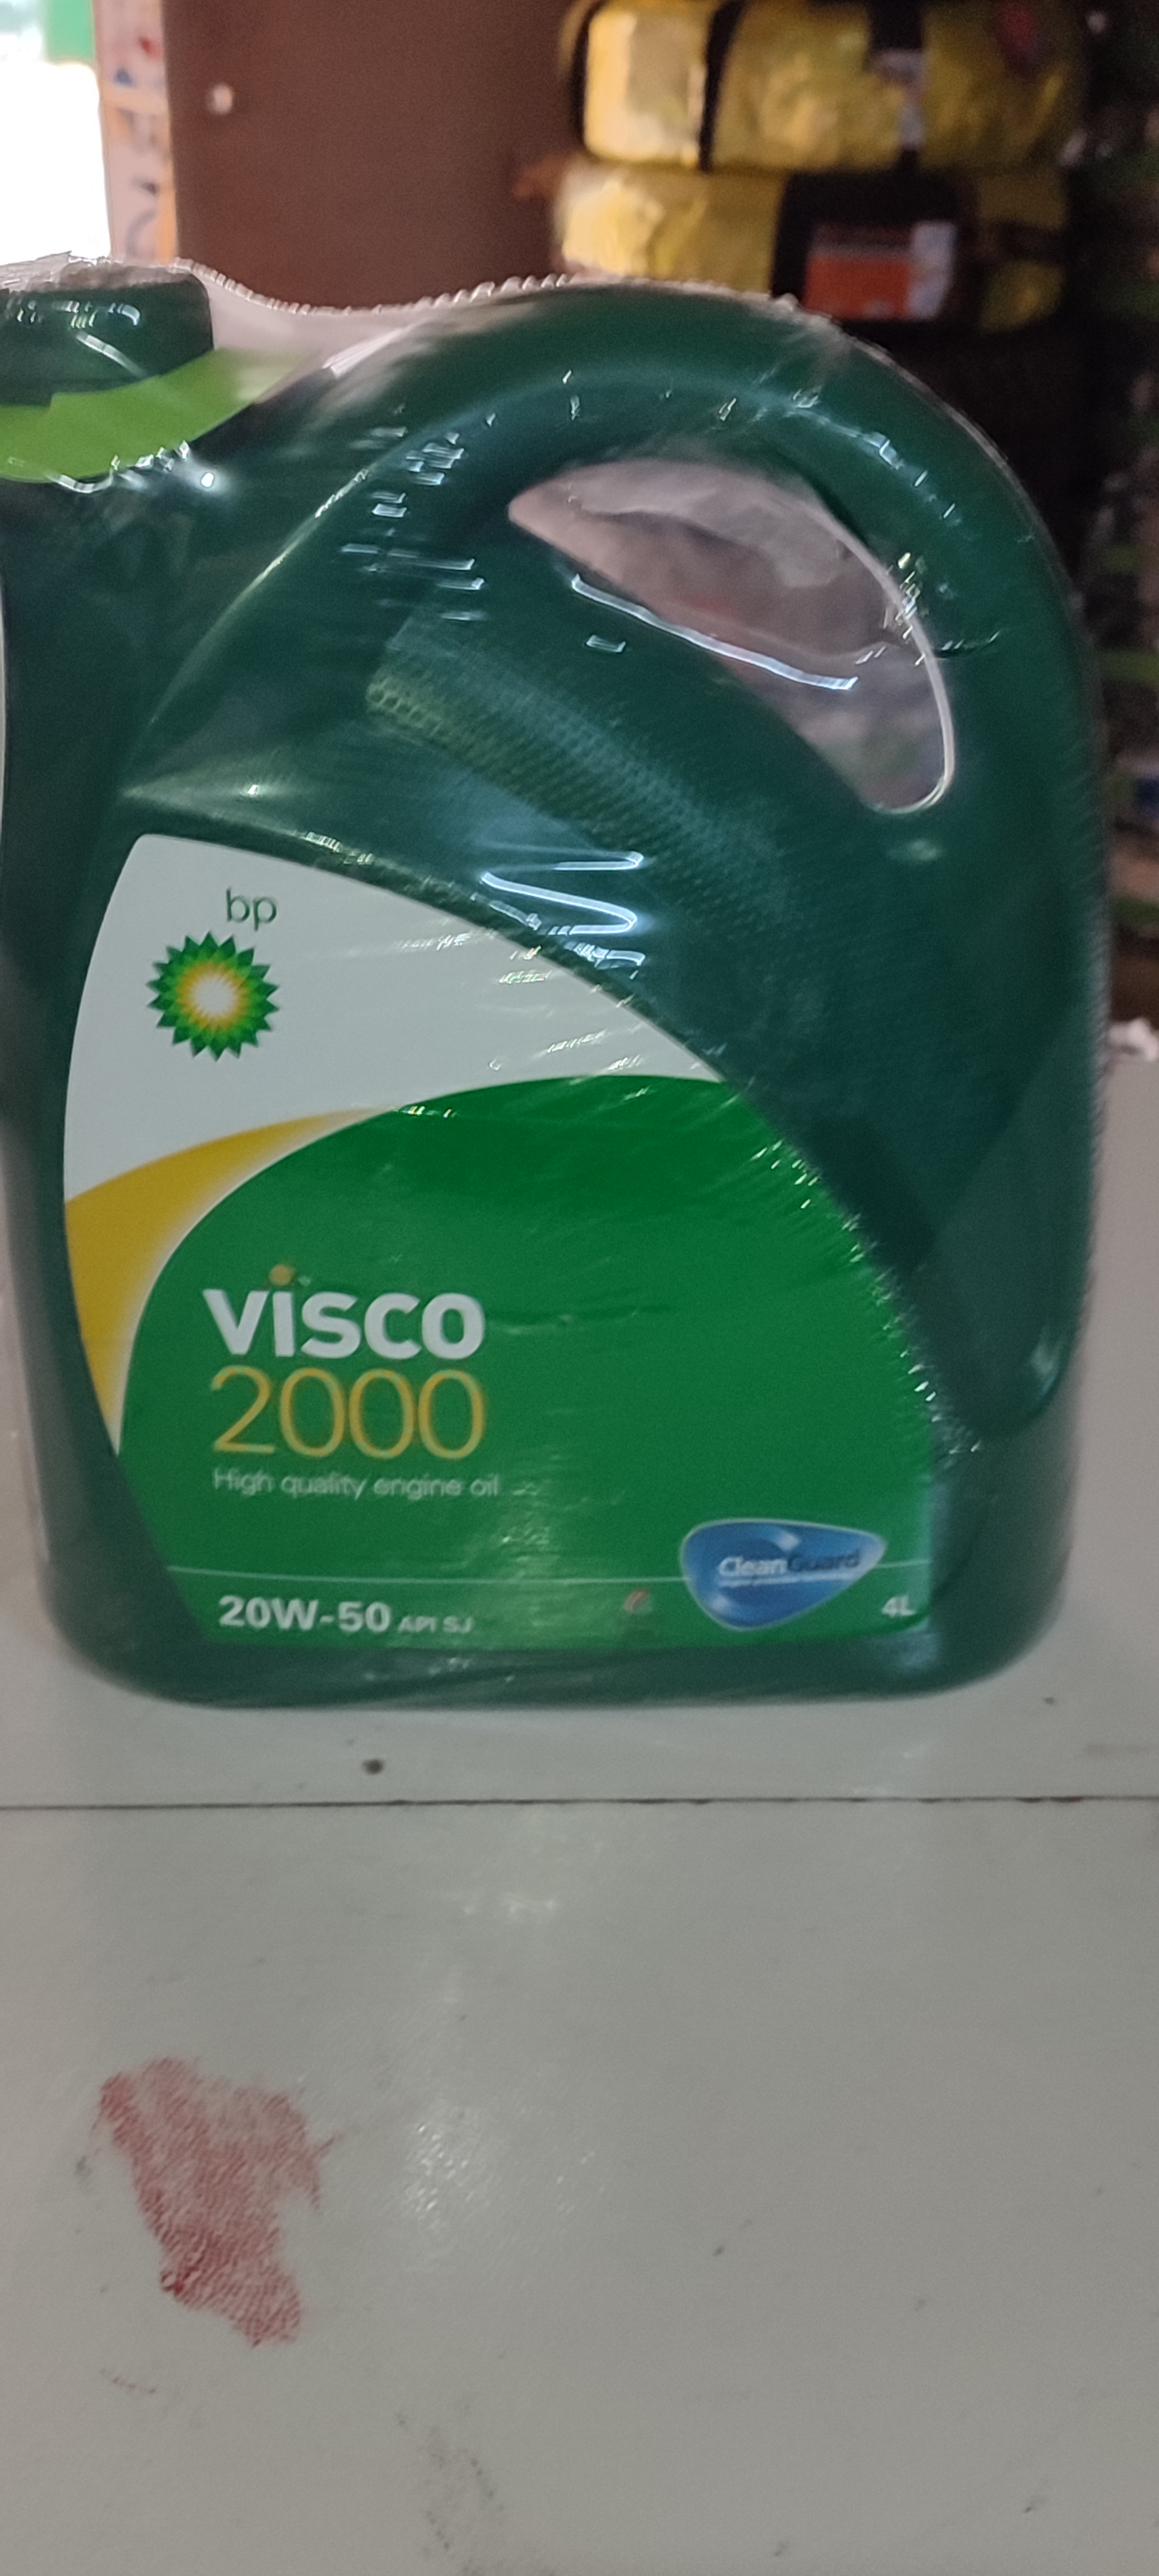 bp
VISCO
2000
High quality engine oil
20W-50 API SJ
CleanGuard
4L